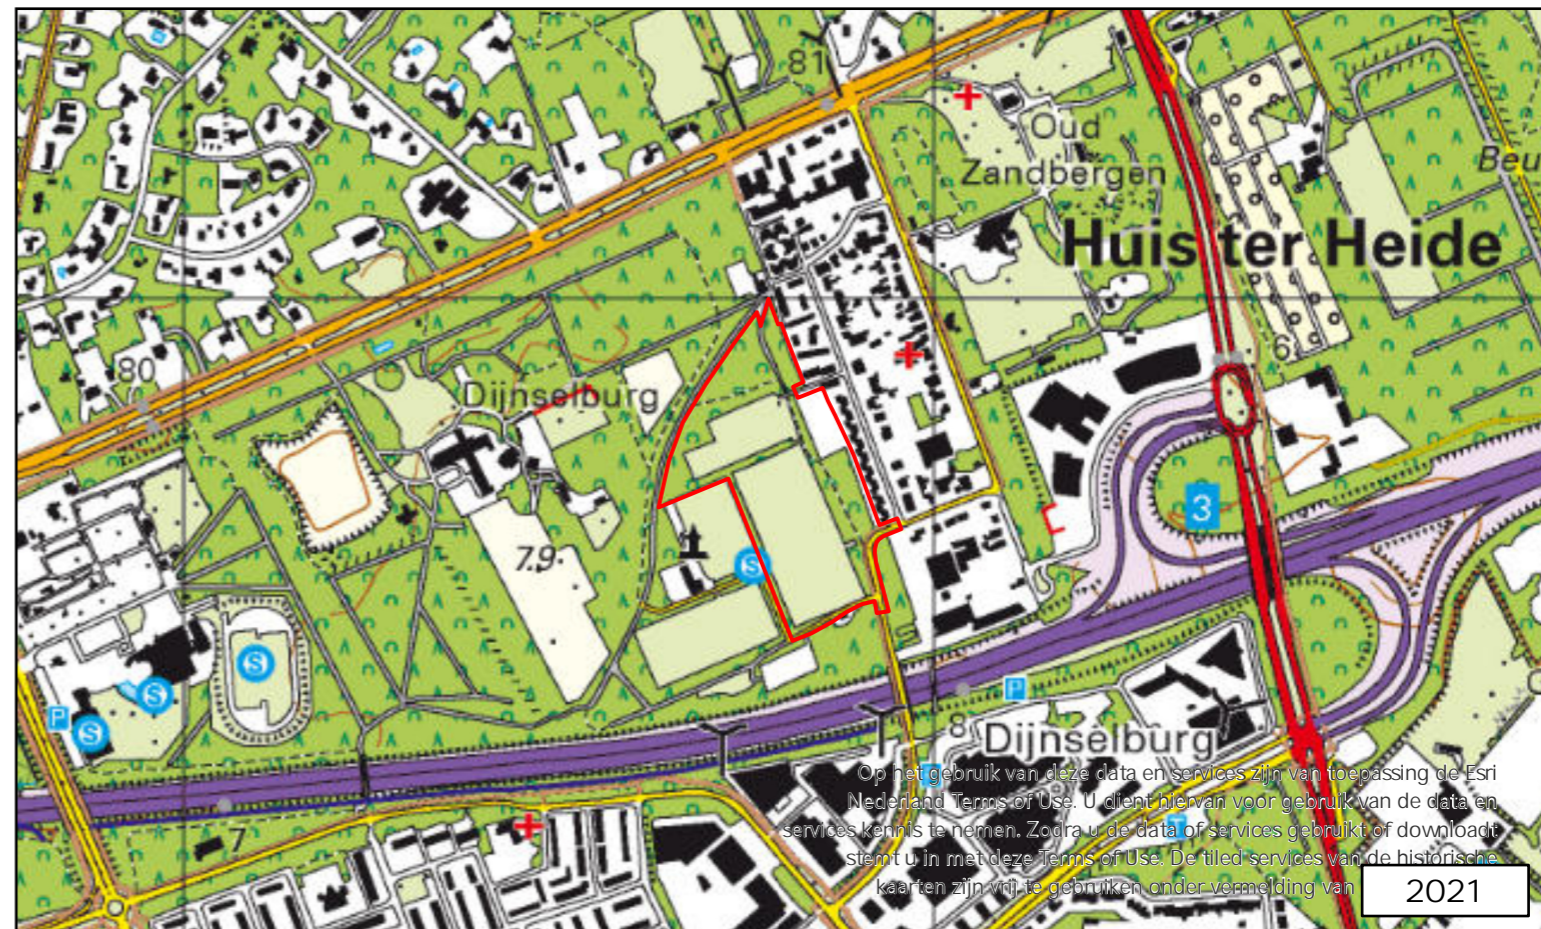 81
Oud
Zandbergen
Beu
Huis ter Heide
80
Dijnselburg
6
3
7.9
S
S
S
S
P
P
8
Dijnselburg
7
Op het gebruik van deze data en services zijn van toepassing de Esri
Nederland Terms of Use. U dient hiervan voor gebruik van de data en
services kennis te nemen. Zodra u de data of services gebruikt of downloadt
stemt u in met deze Terms of Use. De tiled services van de historische
kaarten zijn vrij te gebruiken onder vermelding van
2021